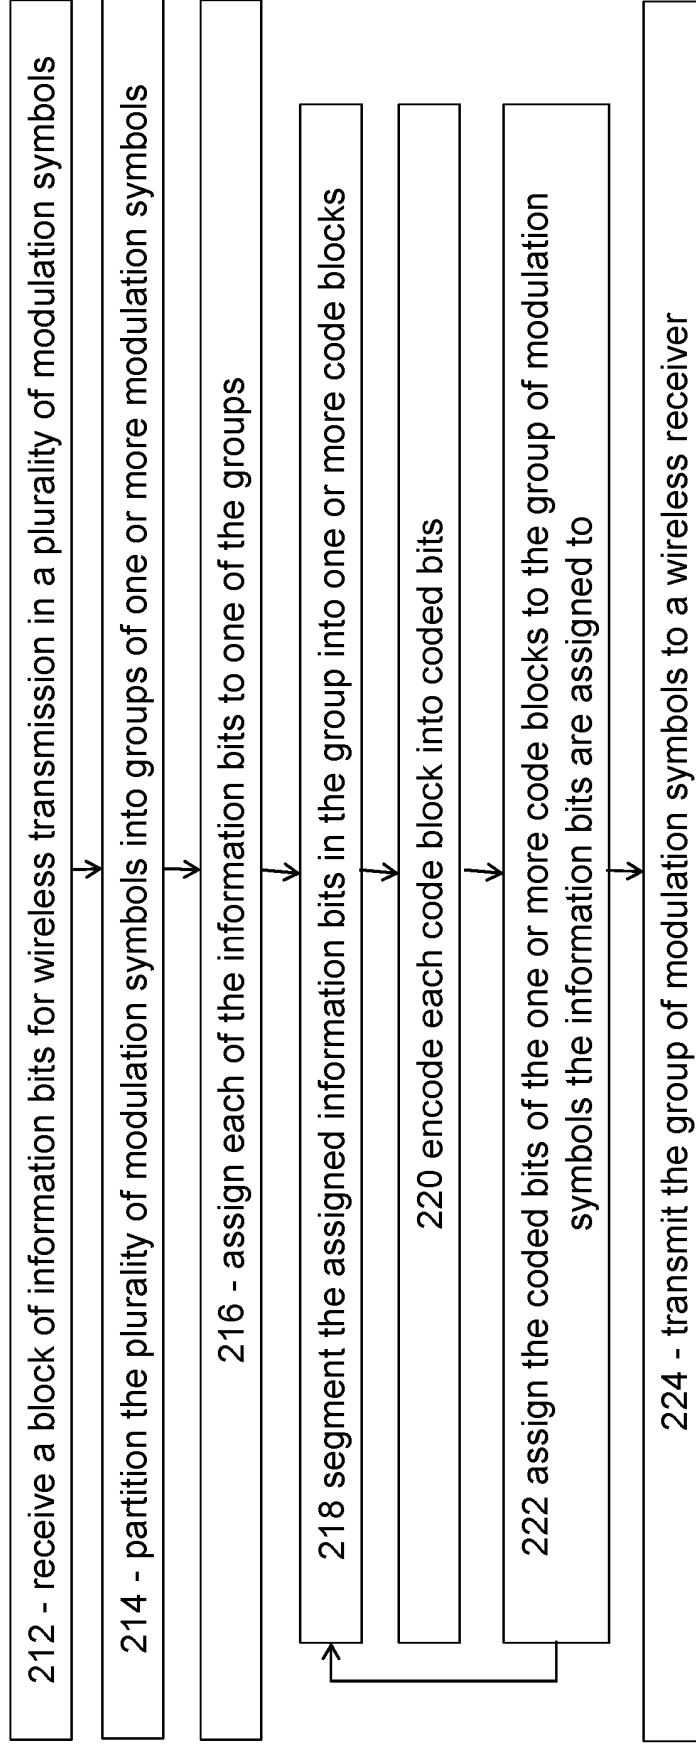 212 - receive a block of information bits for wireless transmission in a plurality of modulation symbols
214 - partition the plurality of modulation symbols into groups of one or more modulation symbols
216 - assign each of the information bits to one of the groups
218 segment the assigned information bits in the group into one or more code blocks
220 encode each code block into coded bits
222 assign the coded bits of the one or more code blocks to the group of modulation
symbols the information bits are assigned to
224 - transmit the group of modulation symbols to a wireless receiver